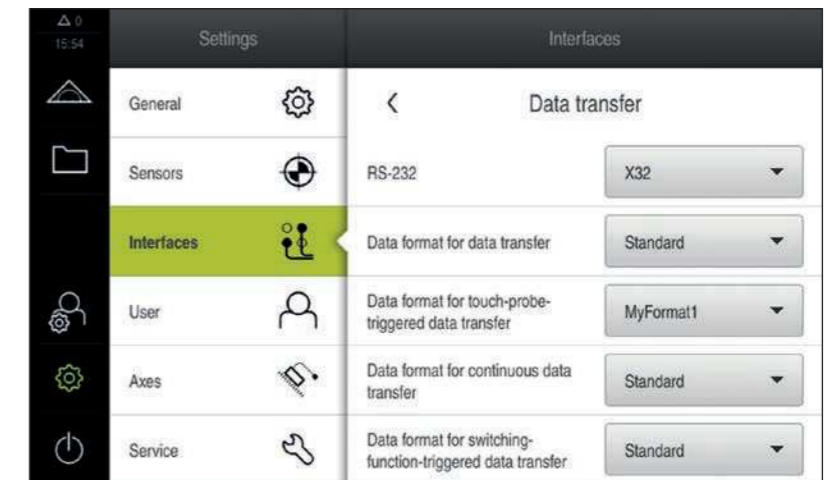 0
15:54
Settings
Interfaces
General
Data transfer
Sensors
RS-232
X32
Interfaces
Data format for data transfer
Standard
User
Data format for touch-probe-
triggered data transfer
MyFormat1
Axes
Data format for continuous data
transfer
Standard
Service
Data format for switching-
function-triggered data transfer
Standard